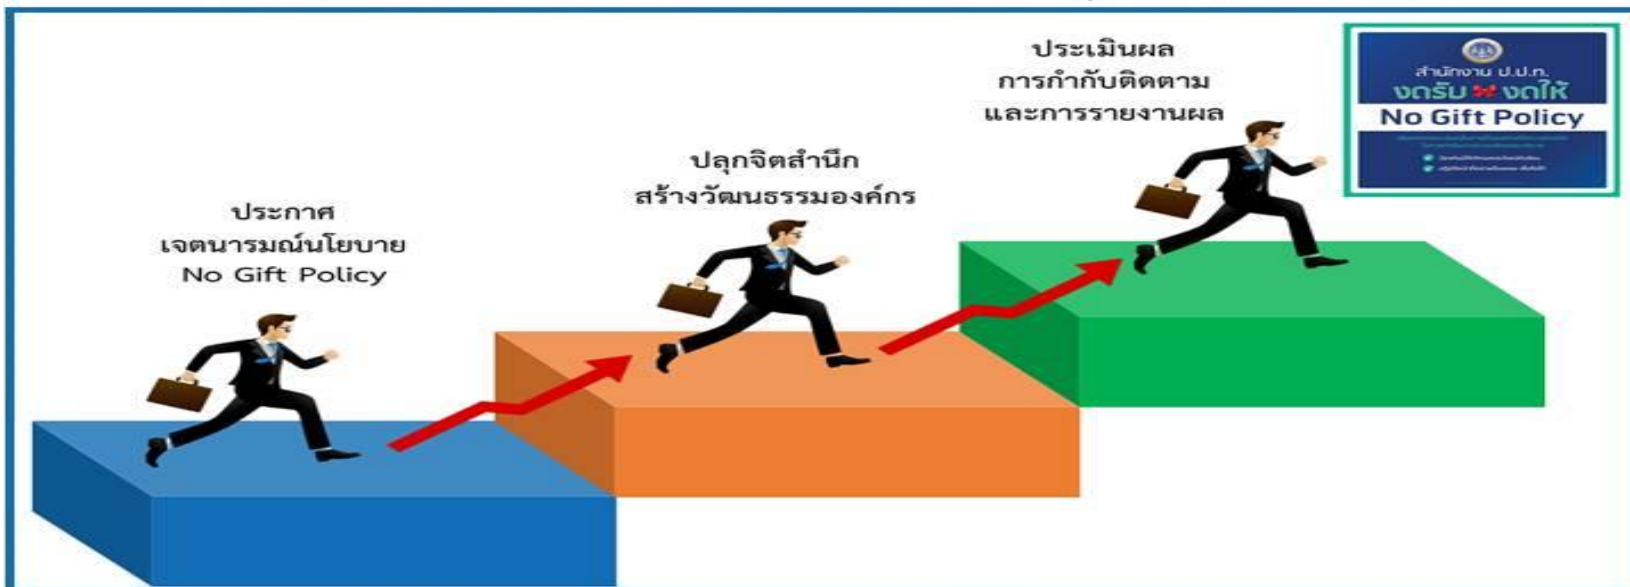 ประกาศ
เจตนารมณ์นโยบาย
No Gift Policy
ปลุกจิตสำนึก
สร้างวัฒนธรรมองค์กร
ประเมินผล
การกำกับติดตาม
และการรายงานผล
สำนักงาน ป.ป.ท.
งดรับ งดให้
No Gift Policy